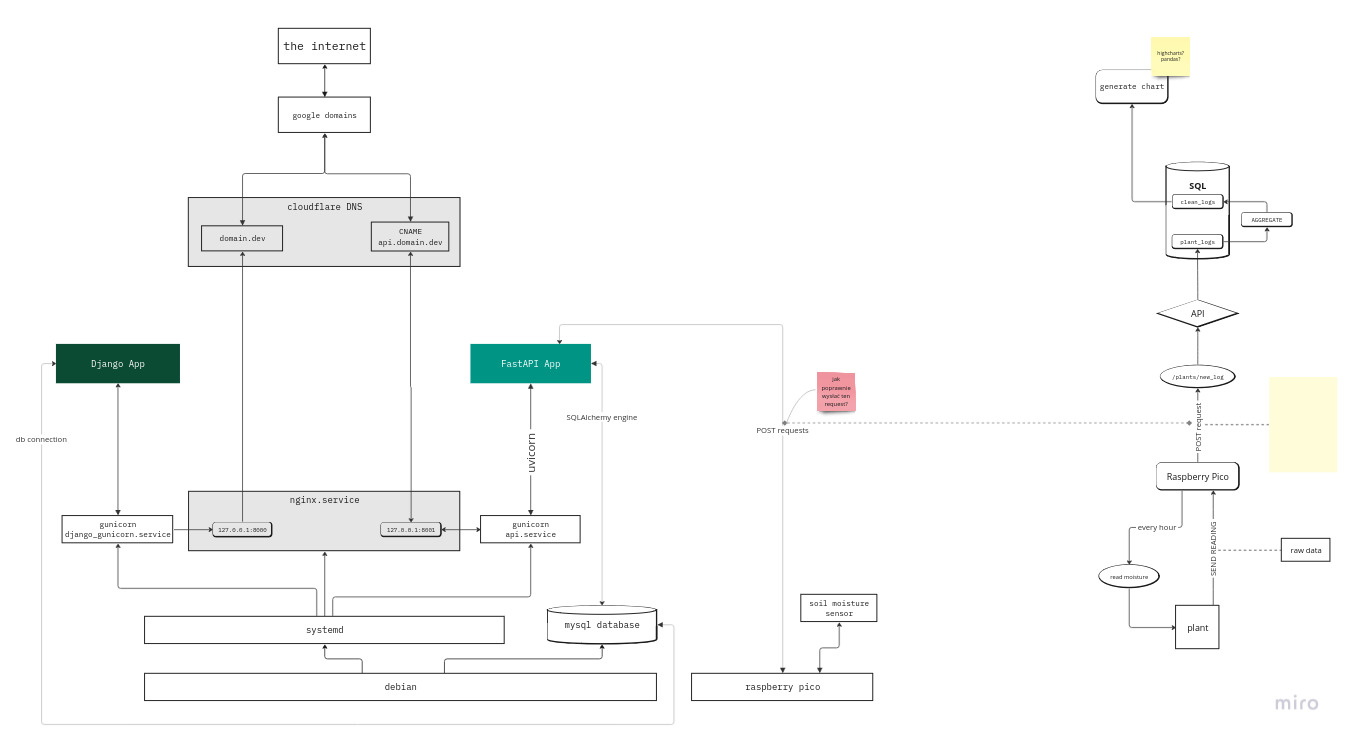 the internet
google domains
cloudflare DNS
domain.dev
CNAME
api.domain.dev
Django App
FastAPI App
SQLAlchemy engine
db connection
uvicorn
nginx.service
127.0.0.1:8000
127.0.0.1:8001
gunicorn
django_gunicorn.service
gunicorn
api.service
systemd
mysql database
debian
jak
poprawnie
wysłać ten
request?
POST requests
soil moisture
sensor
raspberry pico
highcharts?
pandas?
generate chart
SQL
clean_logs
AGGREGATE
plant_logs
API
/plants/new_log
POST request
Raspberry Pico
every hour
SEND READING
raw data
read moisture
plant
miro